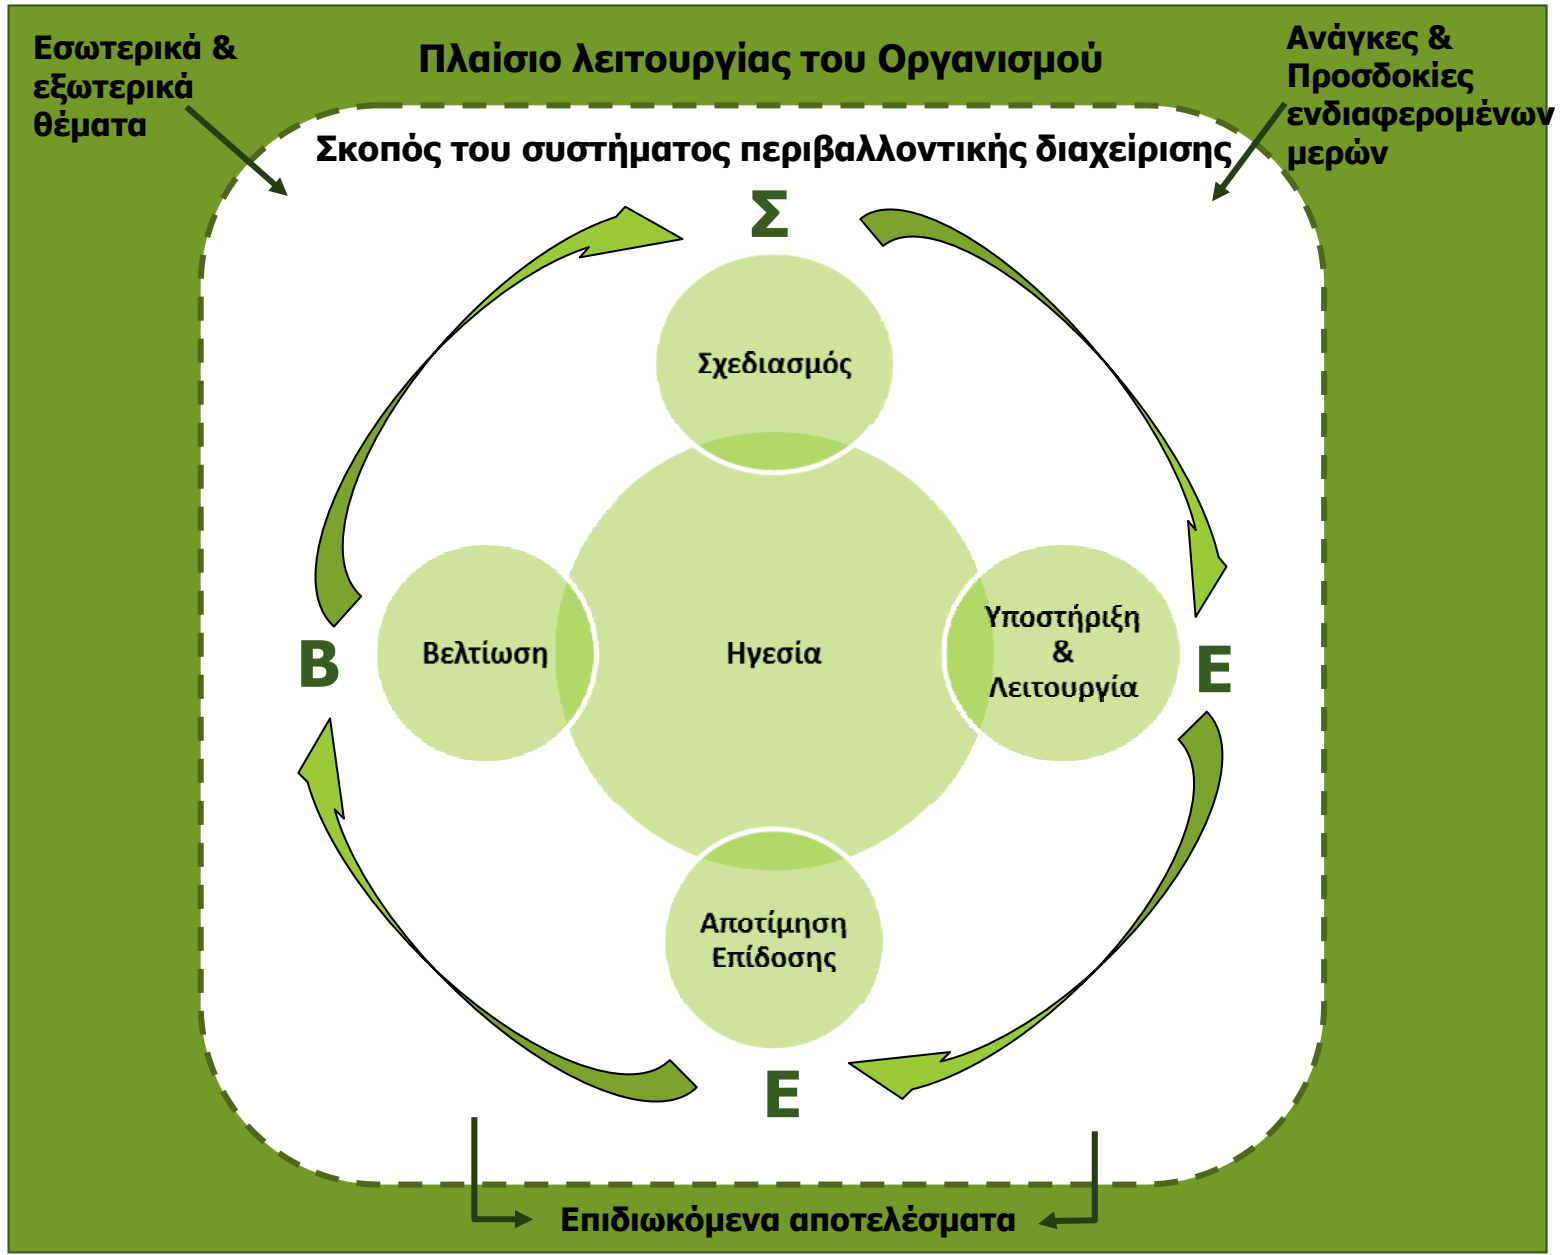 Εσωτερικά &
εξωτερικά
θέματα
Πλαίσιο λειτουργίας του Οργανισμού
Ανάγκες &
Προσδοκίες
ενδιαφερομένων
μερών
Σκοπός του συστήματος περιβαλλοντικής διαχείρισης
Σ
Σχεδιασμός
Β
Βελτίωση
Ηγεσία
Υποστήριξη
&
Λειτουργία
Ε
Αποτίμηση
Επίδοσης
Ε
Επιδιωκόμενα αποτελέσματα